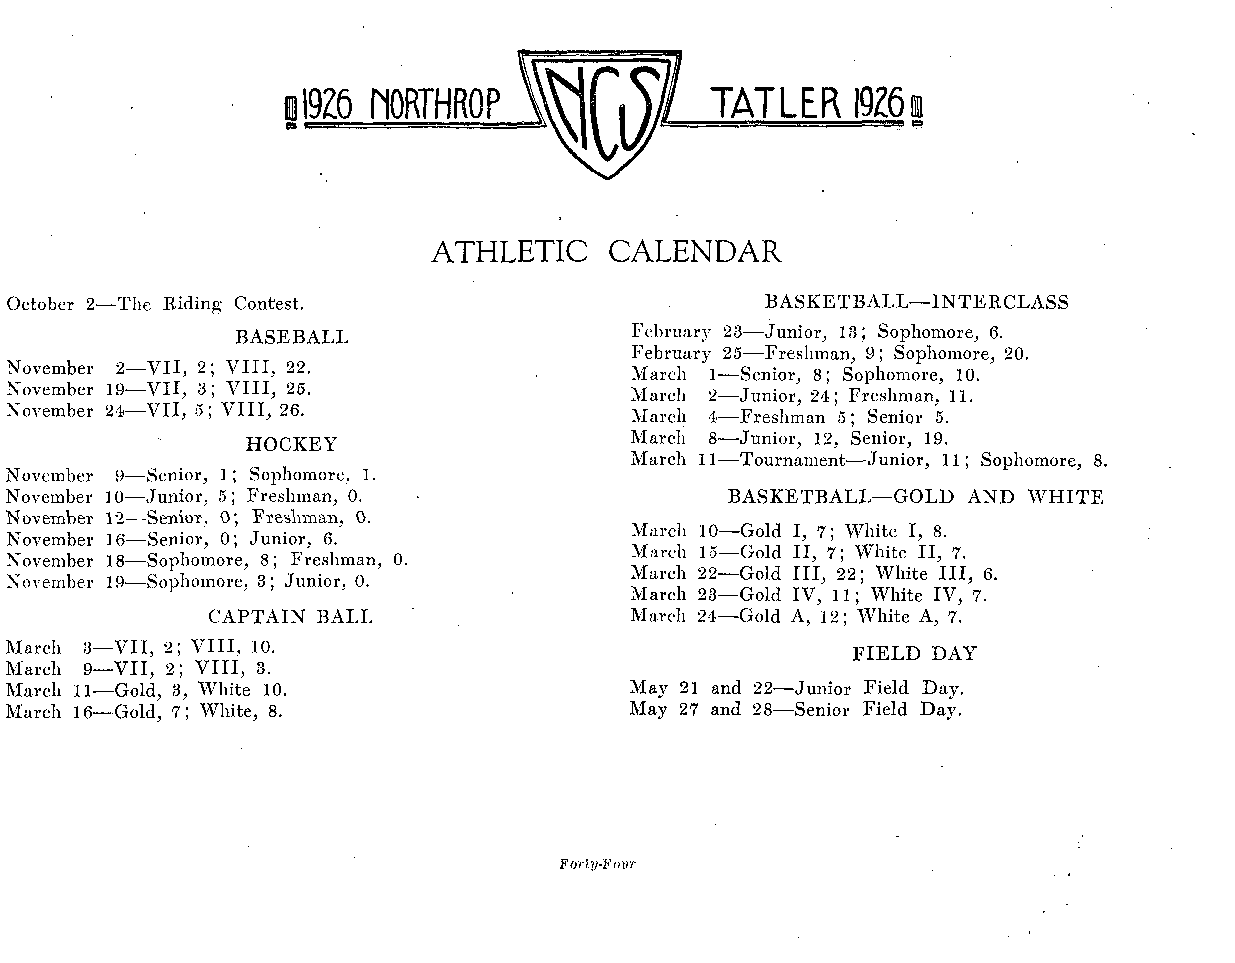 1926 NORTHROP NCS TATLER 1926
ATHLETIC CALENDAR
October 2—The Riding Contest.
BASEBALL
November 2—VII, 2; VIII, 22.
November 19—VII, 3; VIII, 25.
November 24—VII, 5; VIII, 26.
HOCKEY
November 9—Senior, 1; Sophomore, 1.
November 10—Junior, 5; Freshman, 0.
November 12—Senior, 0; Freshman, 0.
November 16—Senior, 0; Junior, 6.
November 18—Sophomore, 8; Freshman, 0.
November 19—Sophomore, 3; Junior, 0.
CAPTAIN BALL
March 3—VII, 2; VIII, 10.
March 9—VII, 2; VIII, 3.
March 11—Gold, 3, White 10.
March 16—Gold, 7; White, 8.
BASKETBALL—INTERCLASS
February 23—Junior, 13; Sophomore, 6.
February 25—Freshman, 9; Sophomore, 20.
March 1—Senior, 8; Sophomore, 10.
March 2—Junior, 24; Freshman, 11.
March 4—Freshman 5; Senior 5.
March 8—Junior, 12, Senior, 19.
March 11—Tournament—Junior, 11; Sophomore, 8.
BASKETBALL—GOLD AND WHITE
March 10—Gold I, 7; White I, 8.
March 15—Gold II, 7; White II, 7.
March 22—Gold III, 22; White III, 6.
March 23—Gold IV, 11; White IV, 7.
March 24—Gold A, 12; White A, 7.
FIELD DAY
May 21 and 22—Junior Field Day.
May 27 and 28—Senior Field Day.
Forty-Four